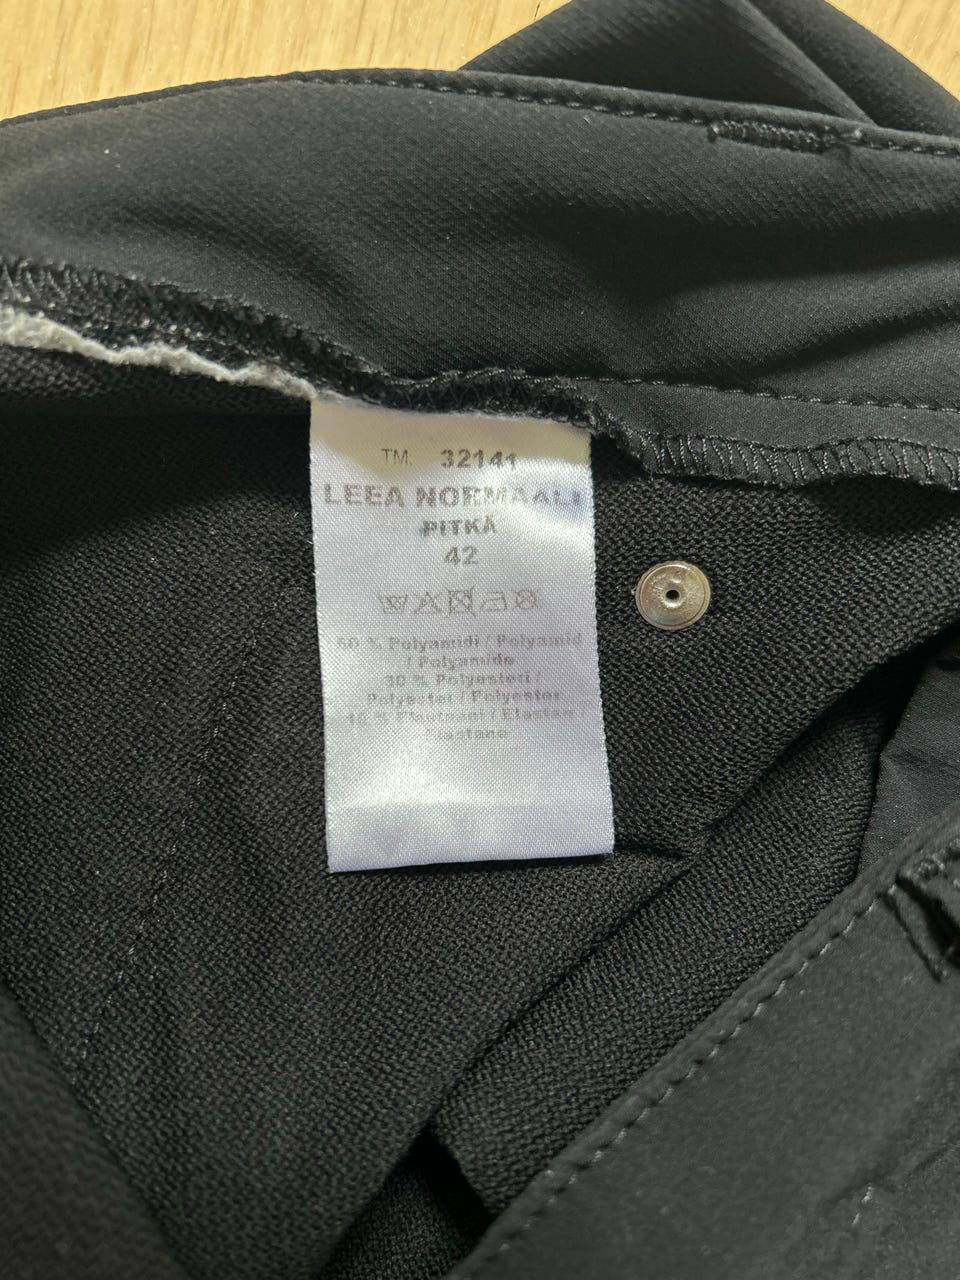 TM. 32141
LEEA NORMAALI
PITKÄ
42
60 % Polyamidi / Polyamid
/ Polyamide
30 % Polyesteri /
Polyester / Polyester
10 % Elastaani / Elastan /
Elastane